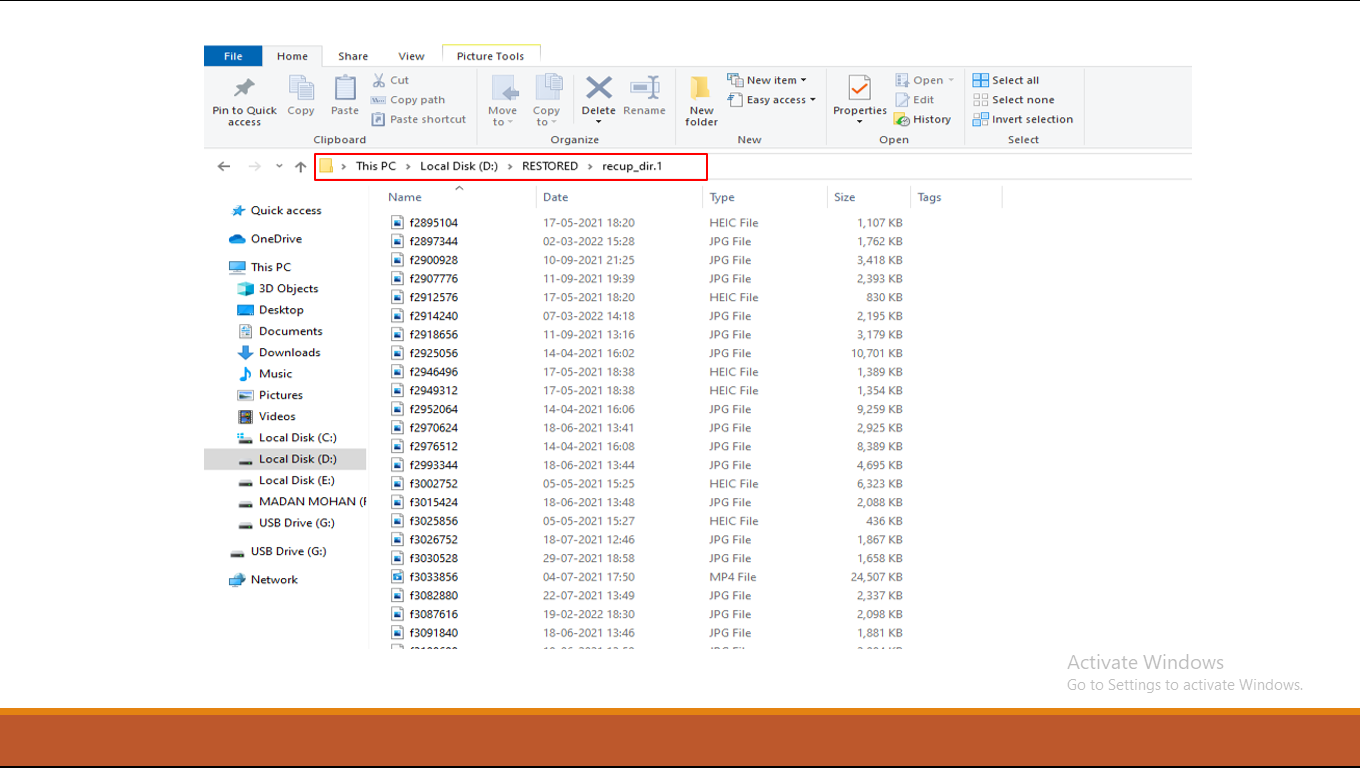 File Home Share View Picture Tools
Pin to Quick access
Copy
Paste
Cut
Copy path
Paste shortcut
Clipboard
Move to
Copy to
Delete
Rename
Organize
New folder
New item
Easy access
New
Properties
Open
Edit
History
Open
Select all
Select none
Invert selection
Select
This PC > Local Disk (D:) > RESTORED > recup_dir.1
Quick access
OneDrive
This PC
3D Objects
Desktop
Documents
Downloads
Music
Pictures
Videos
Local Disk (C:)
Local Disk (D:)
Local Disk (E:)
MADAN MOHAN (F
USB Drive (G:)
USB Drive (G:)
Network
Name Date Type Size Tags
f2895104 17-05-2021 18:20 HEIC File 1,107 KB
f2897344 02-03-2022 15:28 JPG File 1,762 KB
f2900928 10-09-2021 21:25 JPG File 3,418 KB
f2907776 11-09-2021 19:39 JPG File 2,393 KB
f2912576 17-05-2021 18:20 HEIC File 830 KB
f2914240 07-03-2022 14:18 JPG File 2,195 KB
f2918656 11-09-2021 13:16 JPG File 3,179 KB
f2925056 14-04-2021 16:02 JPG File 10,701 KB
f2946496 17-05-2021 18:38 HEIC File 1,389 KB
f2949312 17-05-2021 18:38 HEIC File 1,354 KB
f2952064 14-04-2021 16:06 JPG File 9,259 KB
f2970624 18-06-2021 13:41 JPG File 2,925 KB
f2976512 14-04-2021 16:08 JPG File 8,389 KB
f2993344 18-06-2021 13:44 JPG File 4,695 KB
f3002752 05-05-2021 15:25 HEIC File 6,323 KB
f3015424 18-06-2021 13:48 JPG File 2,088 KB
f3025856 05-05-2021 15:27 HEIC File 436 KB
f3026752 18-07-2021 12:46 JPG File 1,867 KB
f3030528 29-07-2021 18:58 JPG File 1,658 KB
f3033856 04-07-2021 17:50 MP4 File 24,507 KB
f3082880 22-07-2021 13:49 JPG File 2,337 KB
f3087616 19-02-2022 18:30 JPG File 2,098 KB
f3091840 18-06-2021 13:46 JPG File 1,881 KB
Activate Windows
Go to Settings to activate Windows.